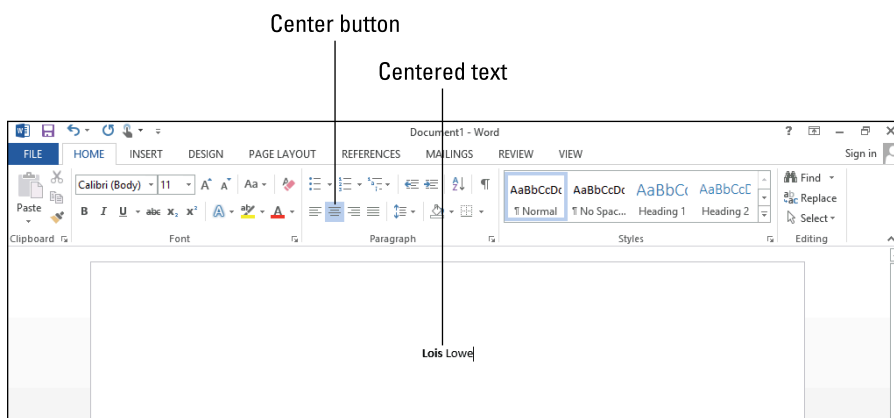 Center button
Centered text
Document1 - Word
FILE HOME INSERT DESIGN PAGE LAYOUT REFERENCES MAILINGS REVIEW VIEW Sign in
Calibri (Body) 11 A A Aa
Paste
B I U abc X₂ X² A ab A
AaBbCcDc AaBbCcDc AaBbCc AaBbCcE
¶ Normal ¶ No Spac... Heading 1 Heading 2
Find
Replace
Select
Clipboard Font Paragraph Styles Editing
Lois Lowe